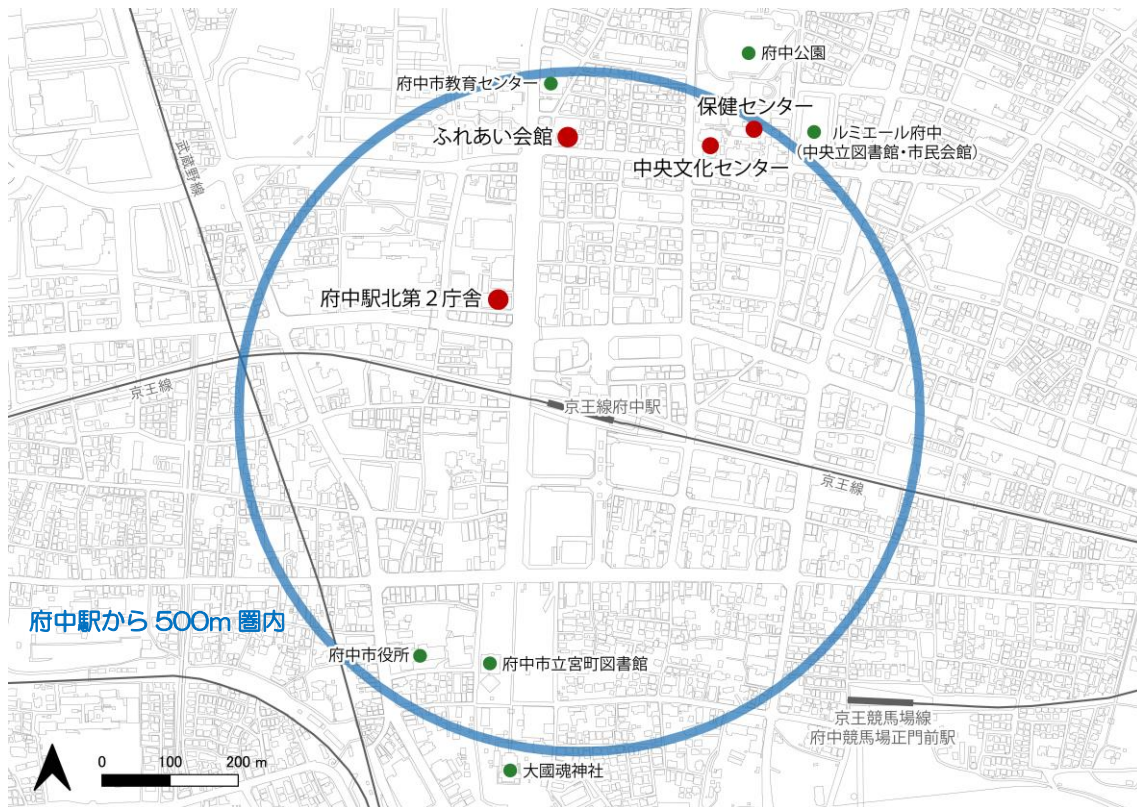 府中公園
府中市教育センター
保健センター
ふれあい会館
ルミエール府中
(中央立図書館・市民会館)
中央文化センター
武蔵野線
府中駅北第２庁舎
京王線
京王線府中駅
京王線
府中駅から 500m 圏内
府中市役所
府中市立宮町図書館
京王競馬場線
府中競馬場正門前駅
0 100 200 m
大國魂神社